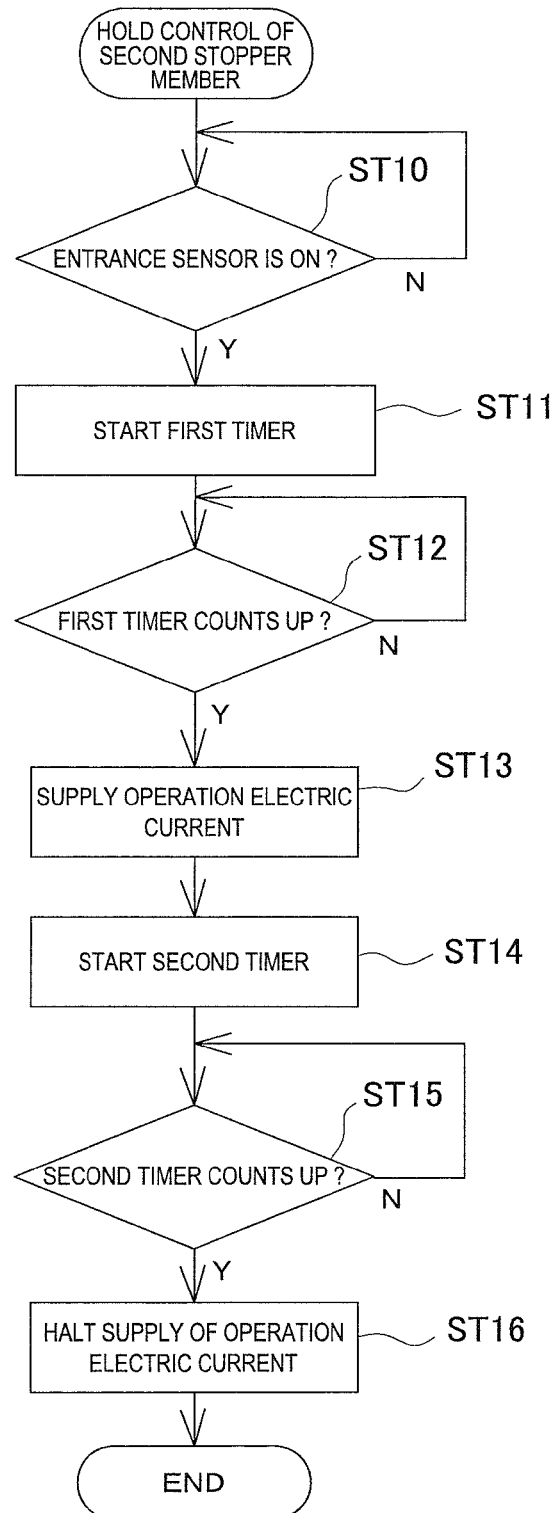 HOLD CONTROL OF
SECOND STOPPER
MEMBER
ST10
ENTRANCE SENSOR IS ON ?
N
Y
START FIRST TIMER
ST11
ST12
FIRST TIMER COUNTS UP ?
N
Y
SUPPLY OPERATION ELECTRIC
CURRENT
ST13
START SECOND TIMER
ST14
ST15
SECOND TIMER COUNTS UP ?
N
Y
HALT SUPPLY OF OPERATION
ELECTRIC CURRENT
ST16
END